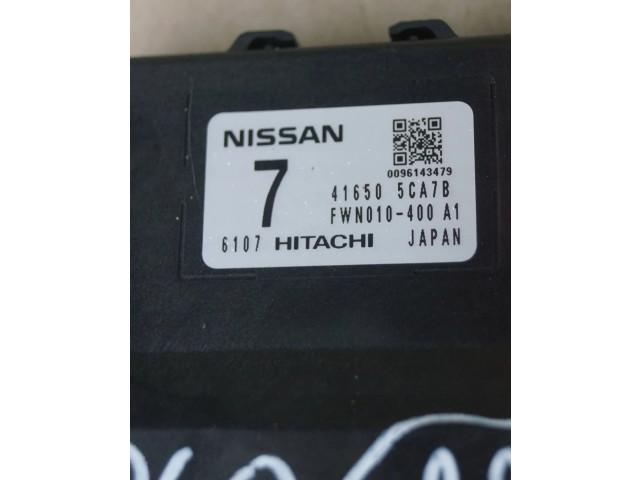 NISSAN
0096143479
7
41650 5CA7B
FWN010-400 A1
6107 HITACHI JAPAN